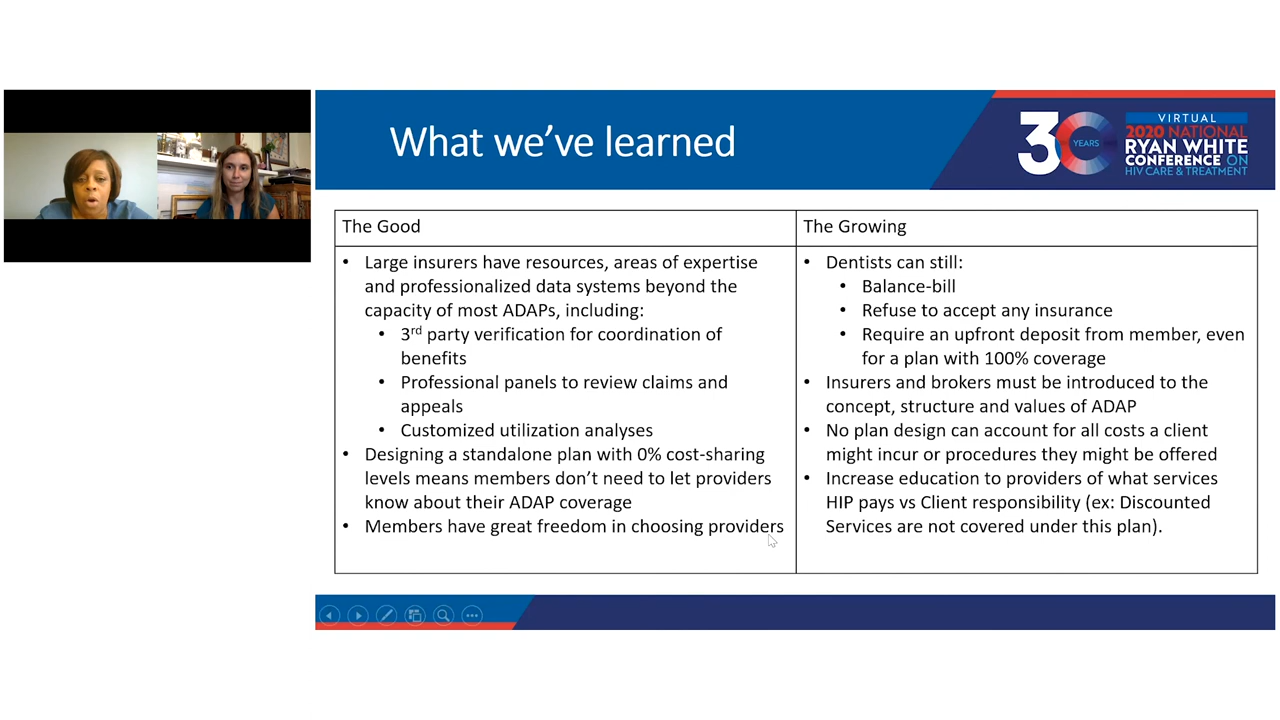 What we've learned
30
YEARS
VIRTUAL
2020 NATIONAL
RYAN WHITE
CONFERENCE ON
HIV CARE & TREATMENT
The Good
• Large insurers have resources, areas of expertise
and professionalized data systems beyond the
capacity of most ADAPs, including:
• 3rd party verification for coordination of
benefits
• Professional panels to review claims and
appeals
• Customized utilization analyses
• Designing a standalone plan with 0% cost-sharing
levels means members don't need to let providers
know about their ADAP coverage
• Members have great freedom in choosing providers
The Growing
• Dentists can still:
• Balance-bill
• Refuse to accept any insurance
• Require an upfront deposit from member, even
for a plan with 100% coverage
• Insurers and brokers must be introduced to the
concept, structure and values of ADAP
• No plan design can account for all costs a client
might incur or procedures they might be offered
• Increase education to providers of what services
HIP pays vs Client responsibility (ex: Discounted
Services are not covered under this plan).